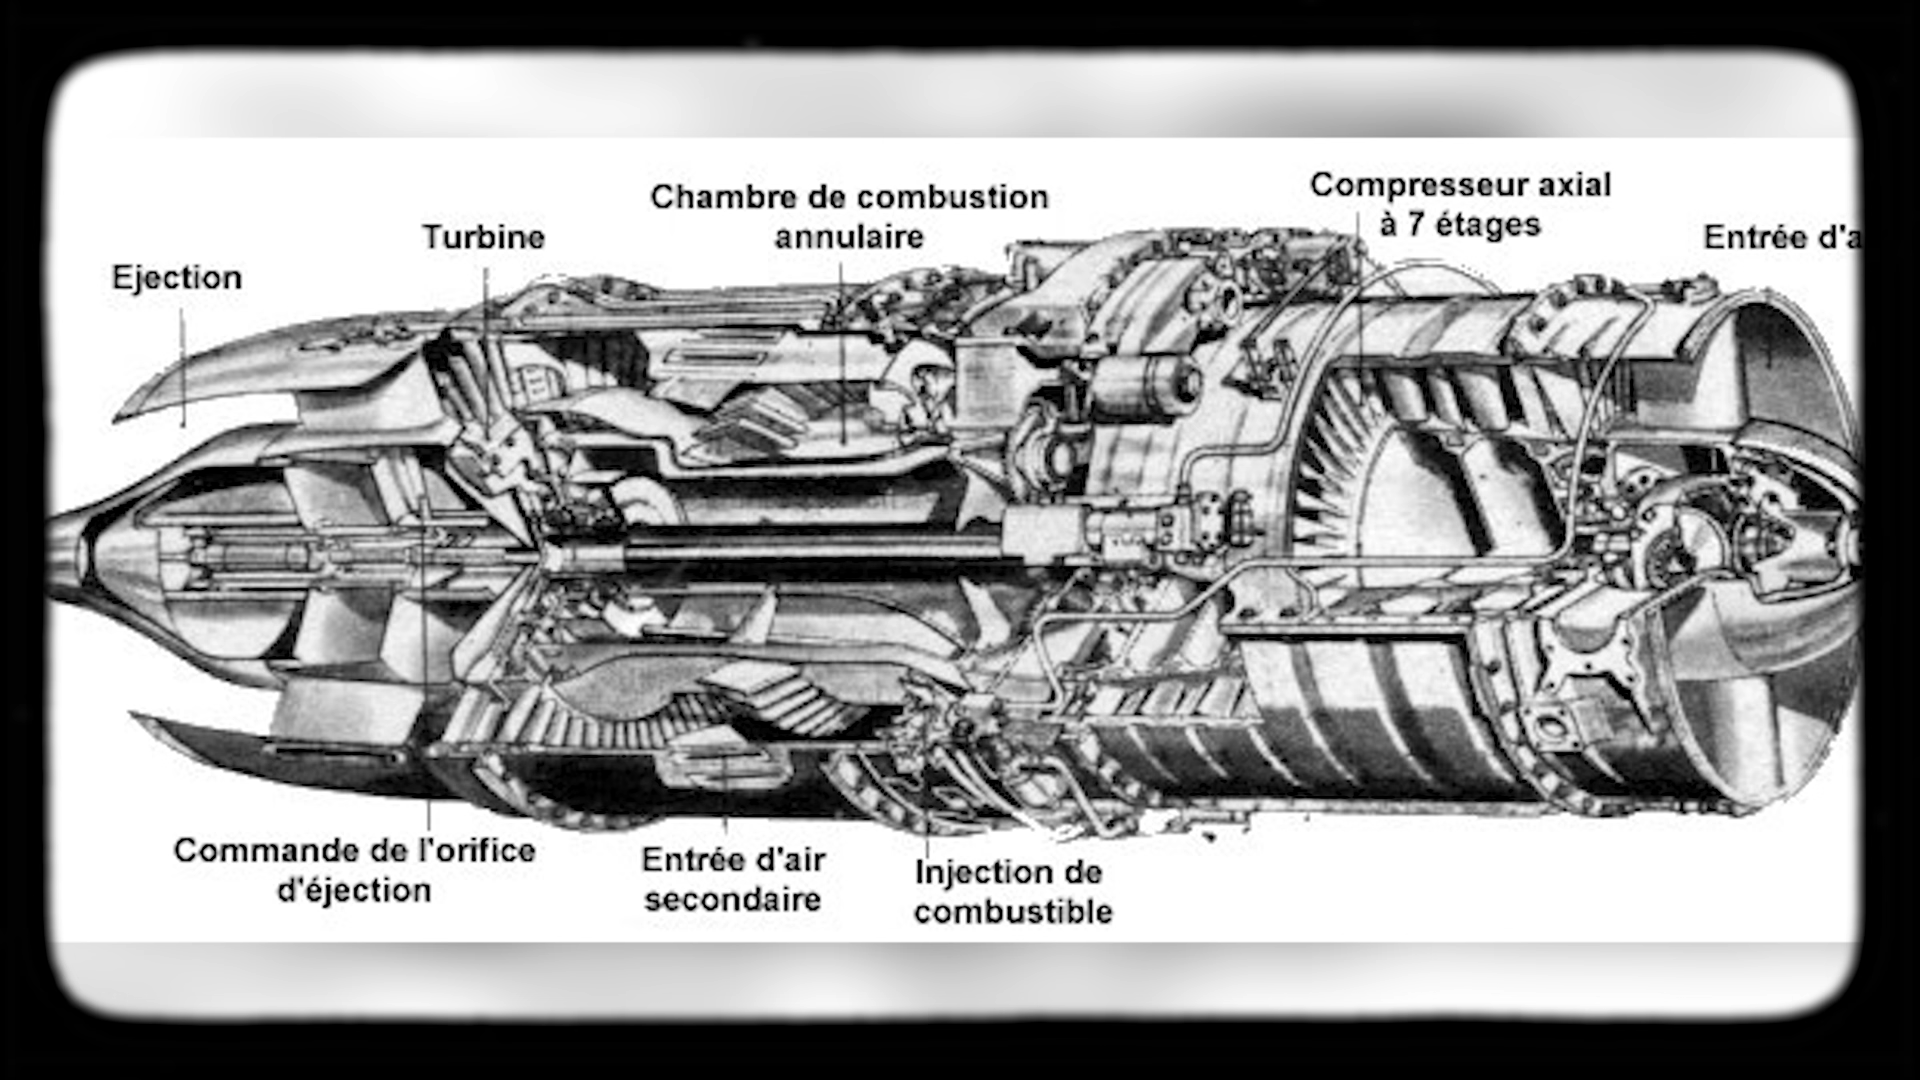 Chambre de combustion
annulaire
Compresseur axial
à 7 étages
Turbine
Entrée d'a
Ejection
Commande de l'orifice
d'éjection
Entrée d'air
secondaire
Injection de
combustible